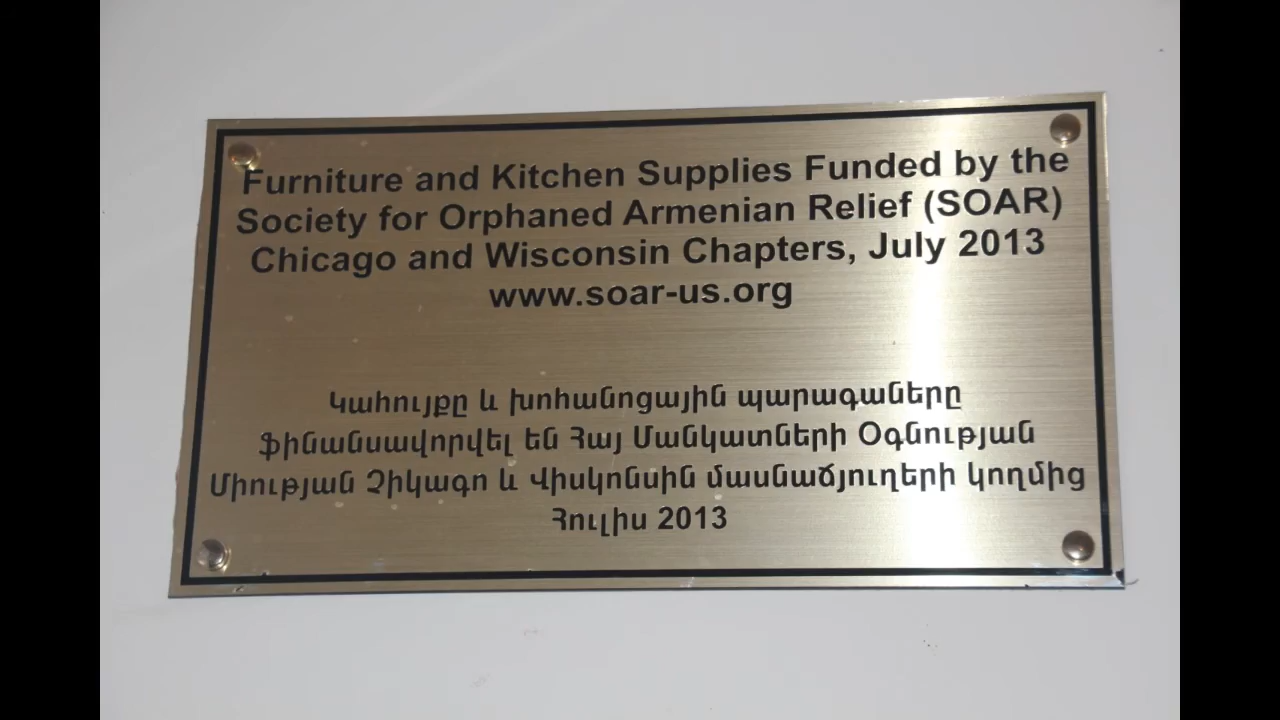 Furniture and Kitchen Supplies Funded by the
Society for Orphaned Armenian Relief (SOAR)
Chicago and Wisconsin Chapters, July 2013
www.soar-us.org
Կահույքը և խոհանոցային պարագաները
ֆինանսավորվել են Հայ Մանկատների Օգնության
Միության Չիկագո և Վիսկոնսին մասնաճյուղերի կողմից
Հուլիս 2013